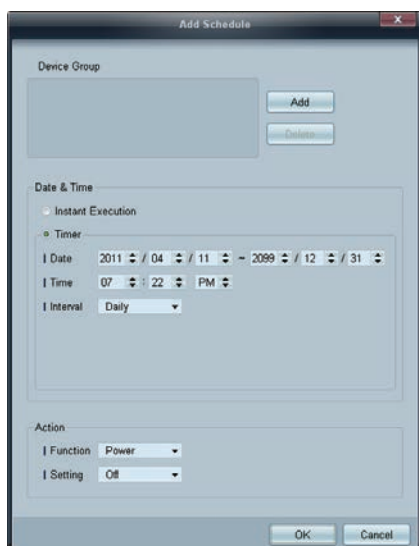 Add Schedule
Device Group
Add
Delete
Date & Time
Instant Execution
Timer
Date 2011 / 04 / 11 ~ 2099 / 12 / 31
Time 07 : 22 PM
Interval Daily
Action
Function Power
Setting Off
OK Cancel